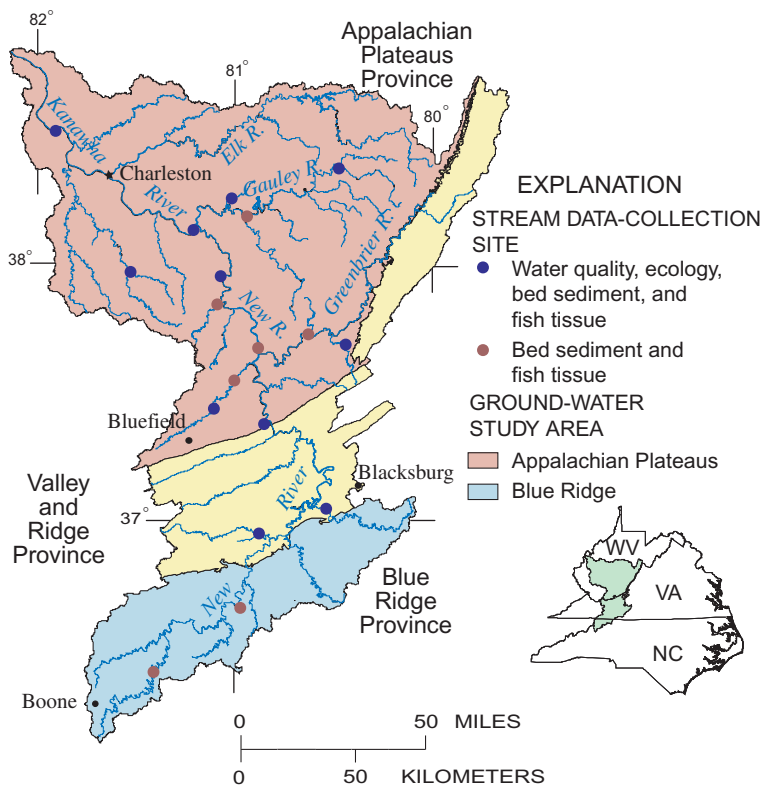 82°
Appalachian
Plateaus
Province
81°
80°
Kanawha
River
Elk R.
Charleston
Gauley R.
Greenbrier R.
38°
New R.
EXPLANATION
STREAM DATA-COLLECTION
SITE
Water quality, ecology,
bed sediment, and
fish tissue
Bed sediment and
fish tissue
GROUND-WATER
STUDY AREA
Appalachian Plateaus
Blue Ridge
Bluefield
Blacksburg
Valley
and
Ridge
Province
37°
River
New
Blue
Ridge
Province
Boone
WV
VA
NC
0 50 MILES
0 50 KILOMETERS